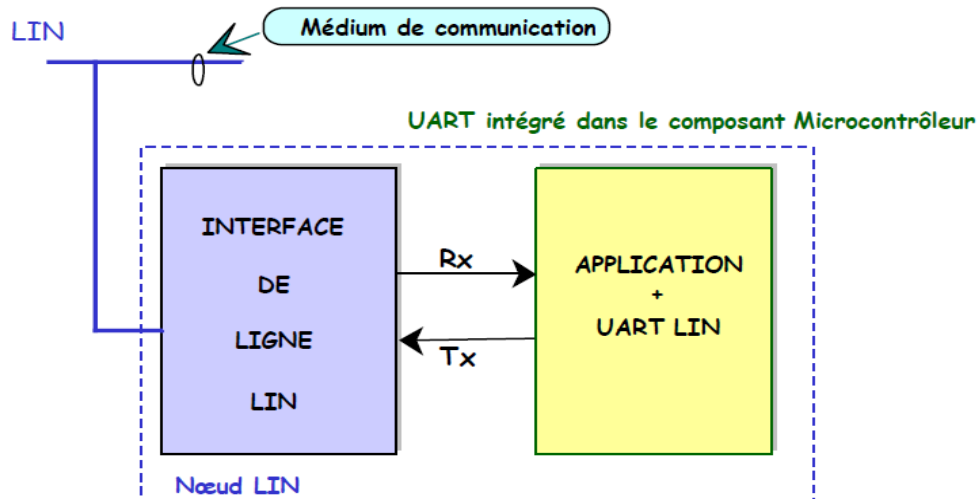 LIN
Médium de communication
UART intégré dans le composant Microcontrôleur
INTERFACE
DE
LIGNE
LIN
Rx
Tx
APPLICATION
+
UART LIN
Nœud LIN